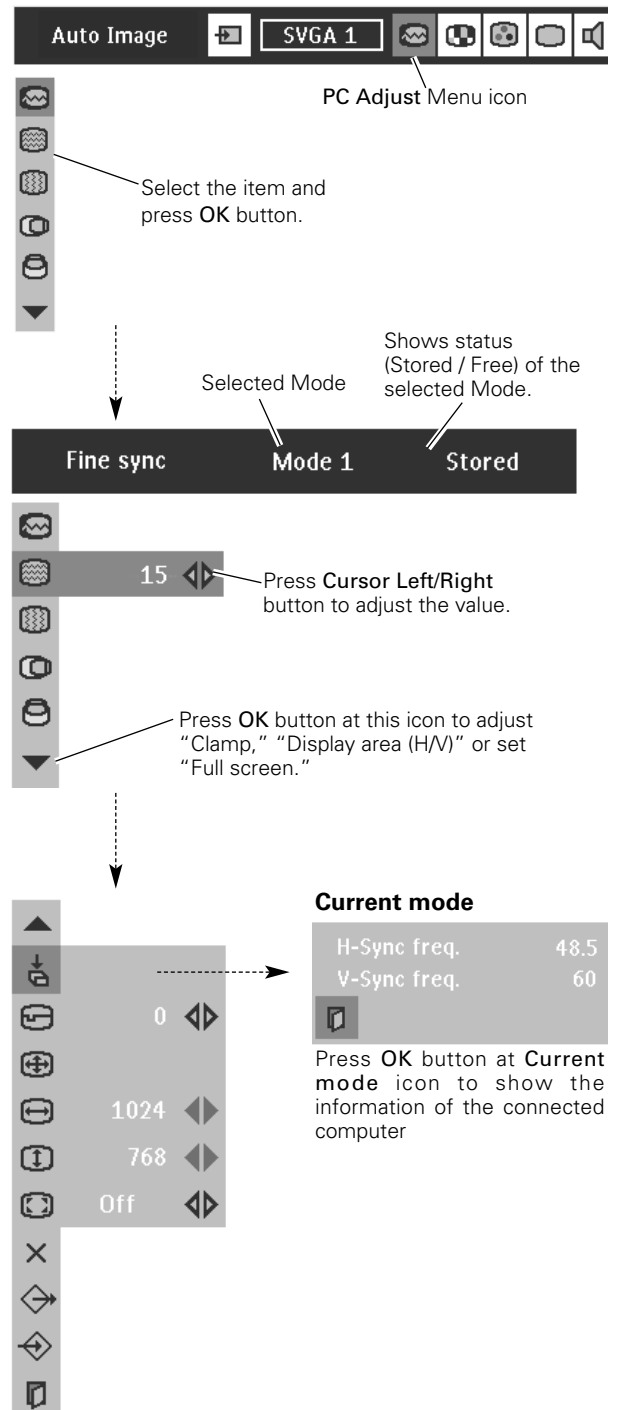 Auto Image SVGA 1
PC Adjust Menu icon
Select the item and
press OK button.
Shows status
(Stored / Free) of the
selected Mode.
Selected Mode
Fine sync Mode 1 Stored
15
Press Cursor Left/Right
button to adjust the value.
Press OK button at this icon to adjust
“Clamp,” “Display area (H/V)” or set
“Full screen.”
Current mode
H-Sync freq. 48.5
V-Sync freq. 60
0
1024
768
Off
Press OK button at Current
mode icon to show the
information of the connected
computer